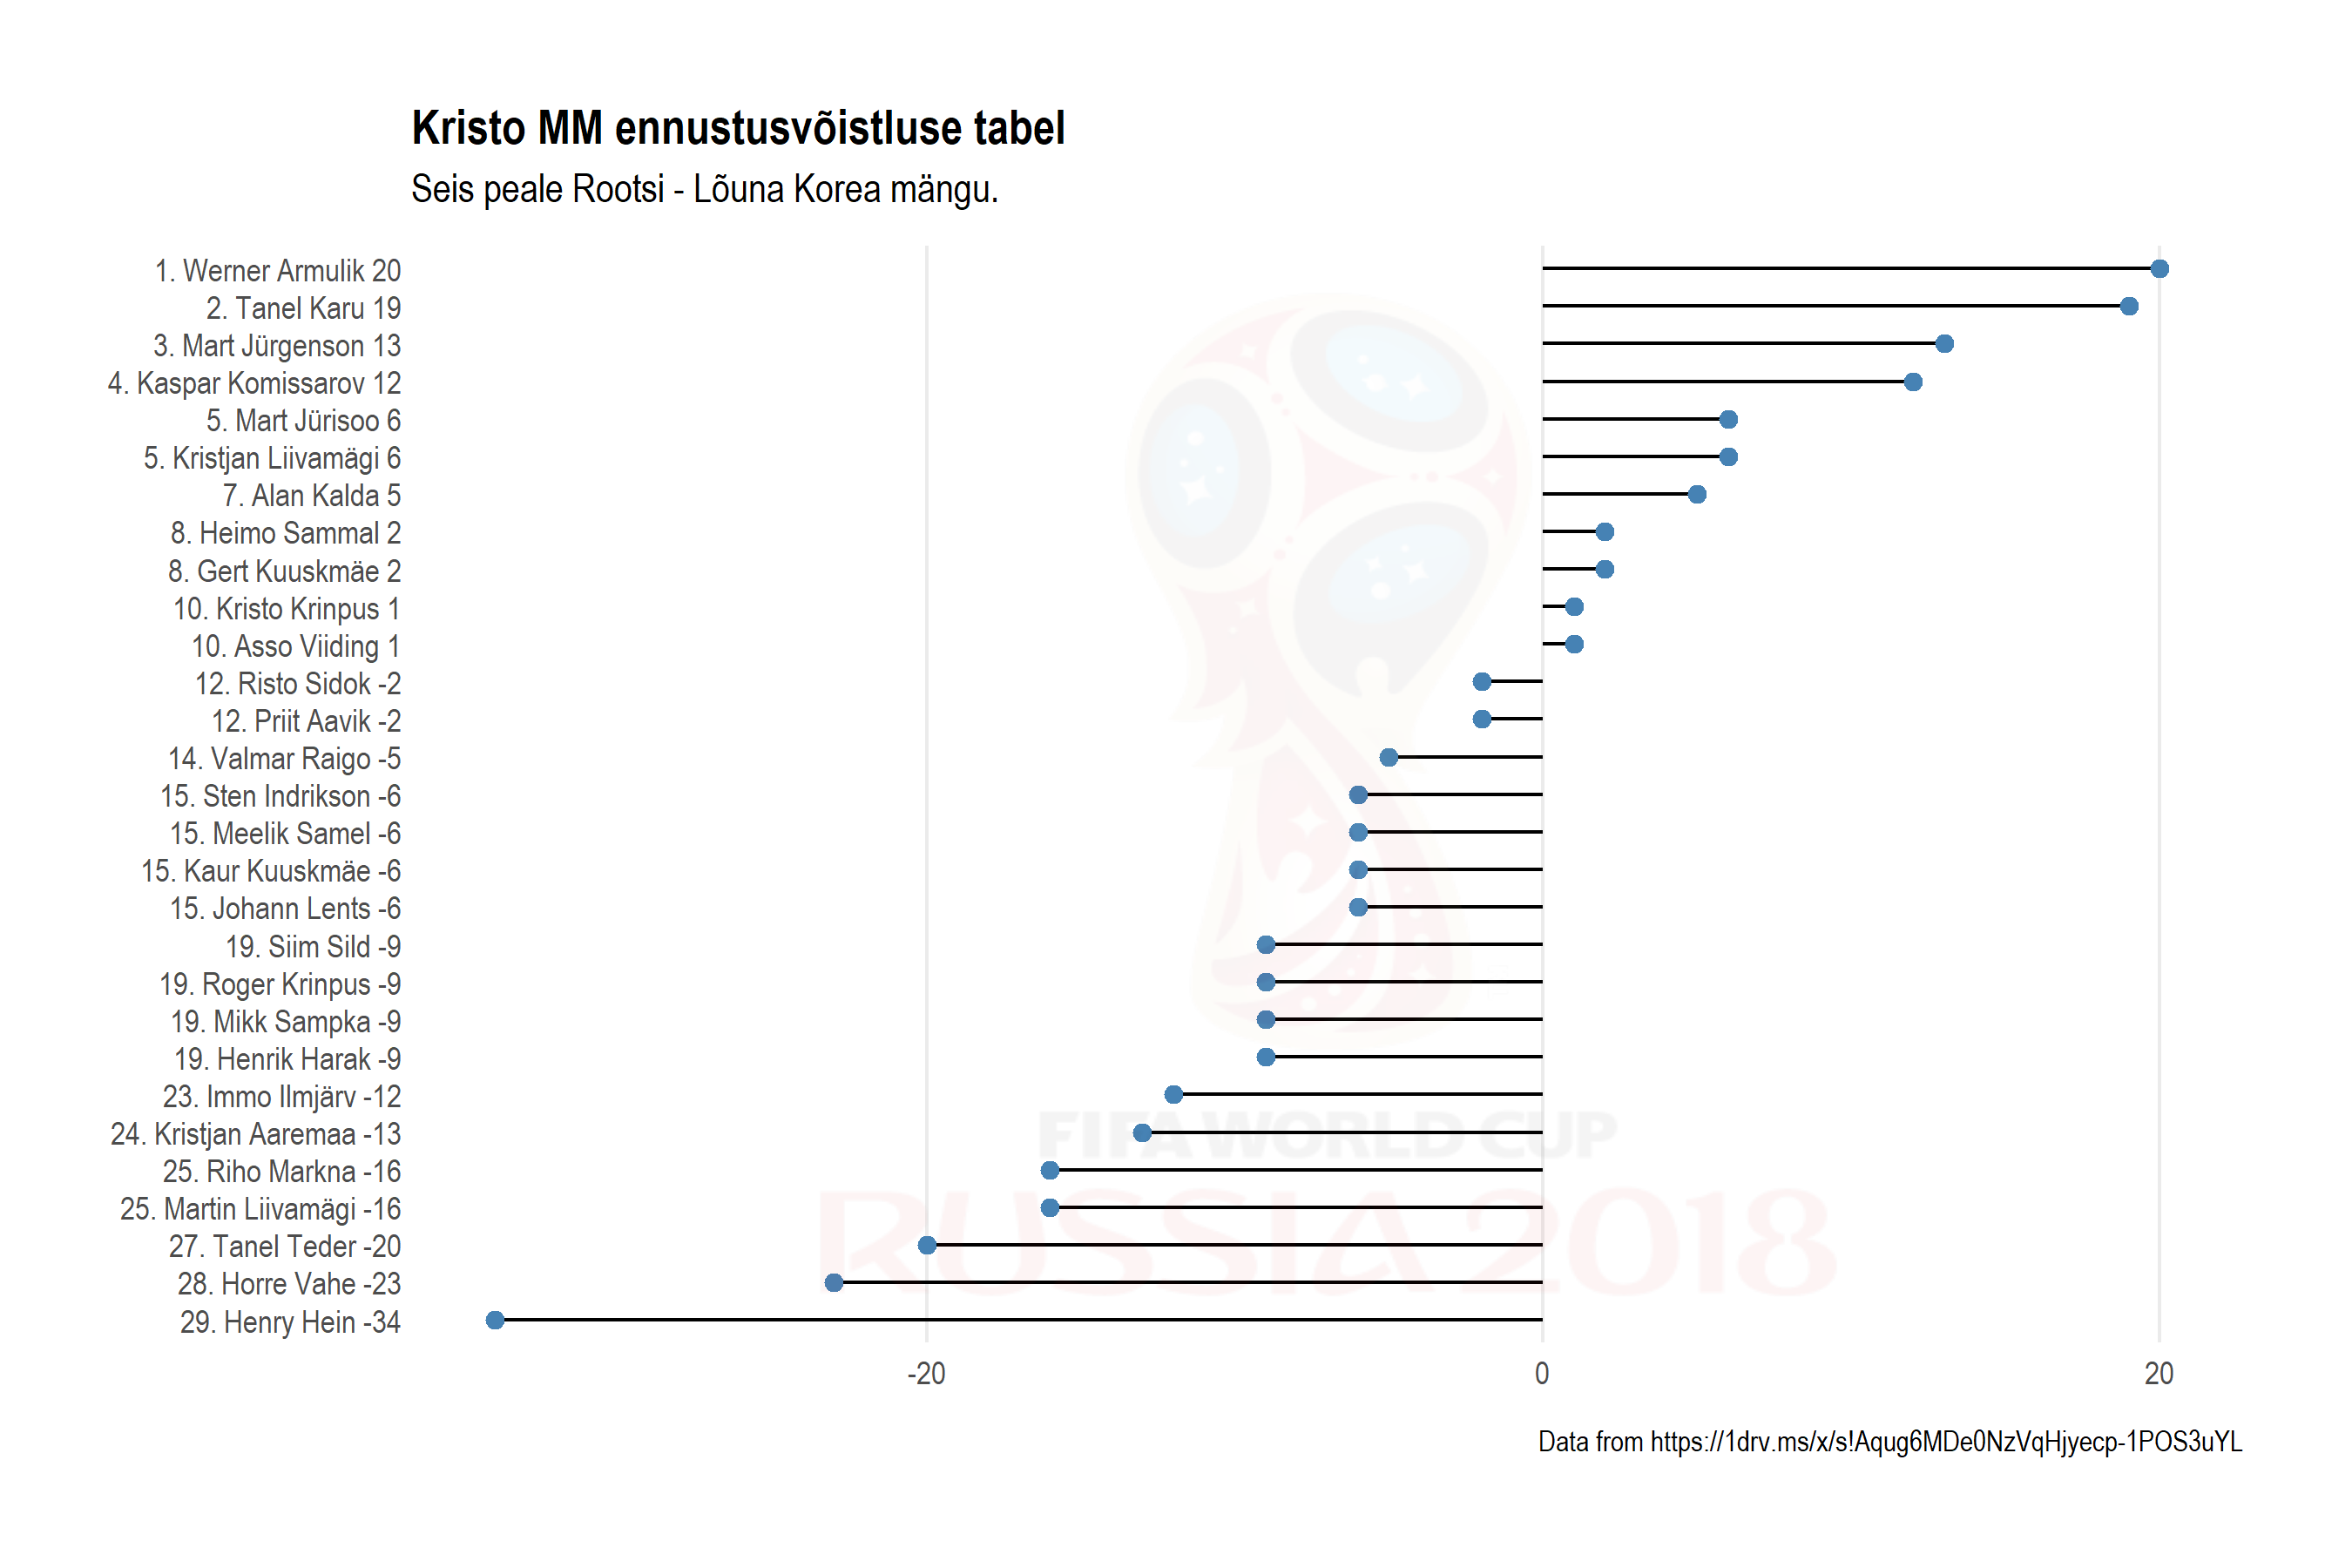 Kristo MM ennustusvõistluse tabel
Seis peale Rootsi - Lõuna Korea mängu.
1. Werner Armulik 20
2. Tanel Karu 19
3. Mart Jürgenson 13
4. Kaspar Komissarov 12
5. Mart Jürisoo 6
5. Kristjan Liivamägi 6
7. Alan Kalda 5
8. Heimo Sammal 2
8. Gert Kuuskmäe 2
10. Kristo Krinpus 1
10. Asso Viiding 1
12. Risto Sidok -2
12. Priit Aavik -2
14. Valmar Raigo -5
15. Sten Indrikson -6
15. Meelik Samel -6
15. Kaur Kuuskmäe -6
15. Johann Lents -6
19. Siim Sild -9
19. Roger Krinpus -9
19. Mikk Sampka -9
19. Henrik Harak -9
23. Immo Ilmjärv -12
24. Kristjan Aaremaa -13
25. Riho Markna -16
25. Martin Liivamägi -16
27. Tanel Teder -20
28. Horre Vahe -23
29. Henry Hein -34
FIFA WORLD CUP
RUSSIA 2018
-20 0 20
Data from https://1drv.ms/x/s!Aqug6MDe0NzVqHjyecp-1POS3uYL